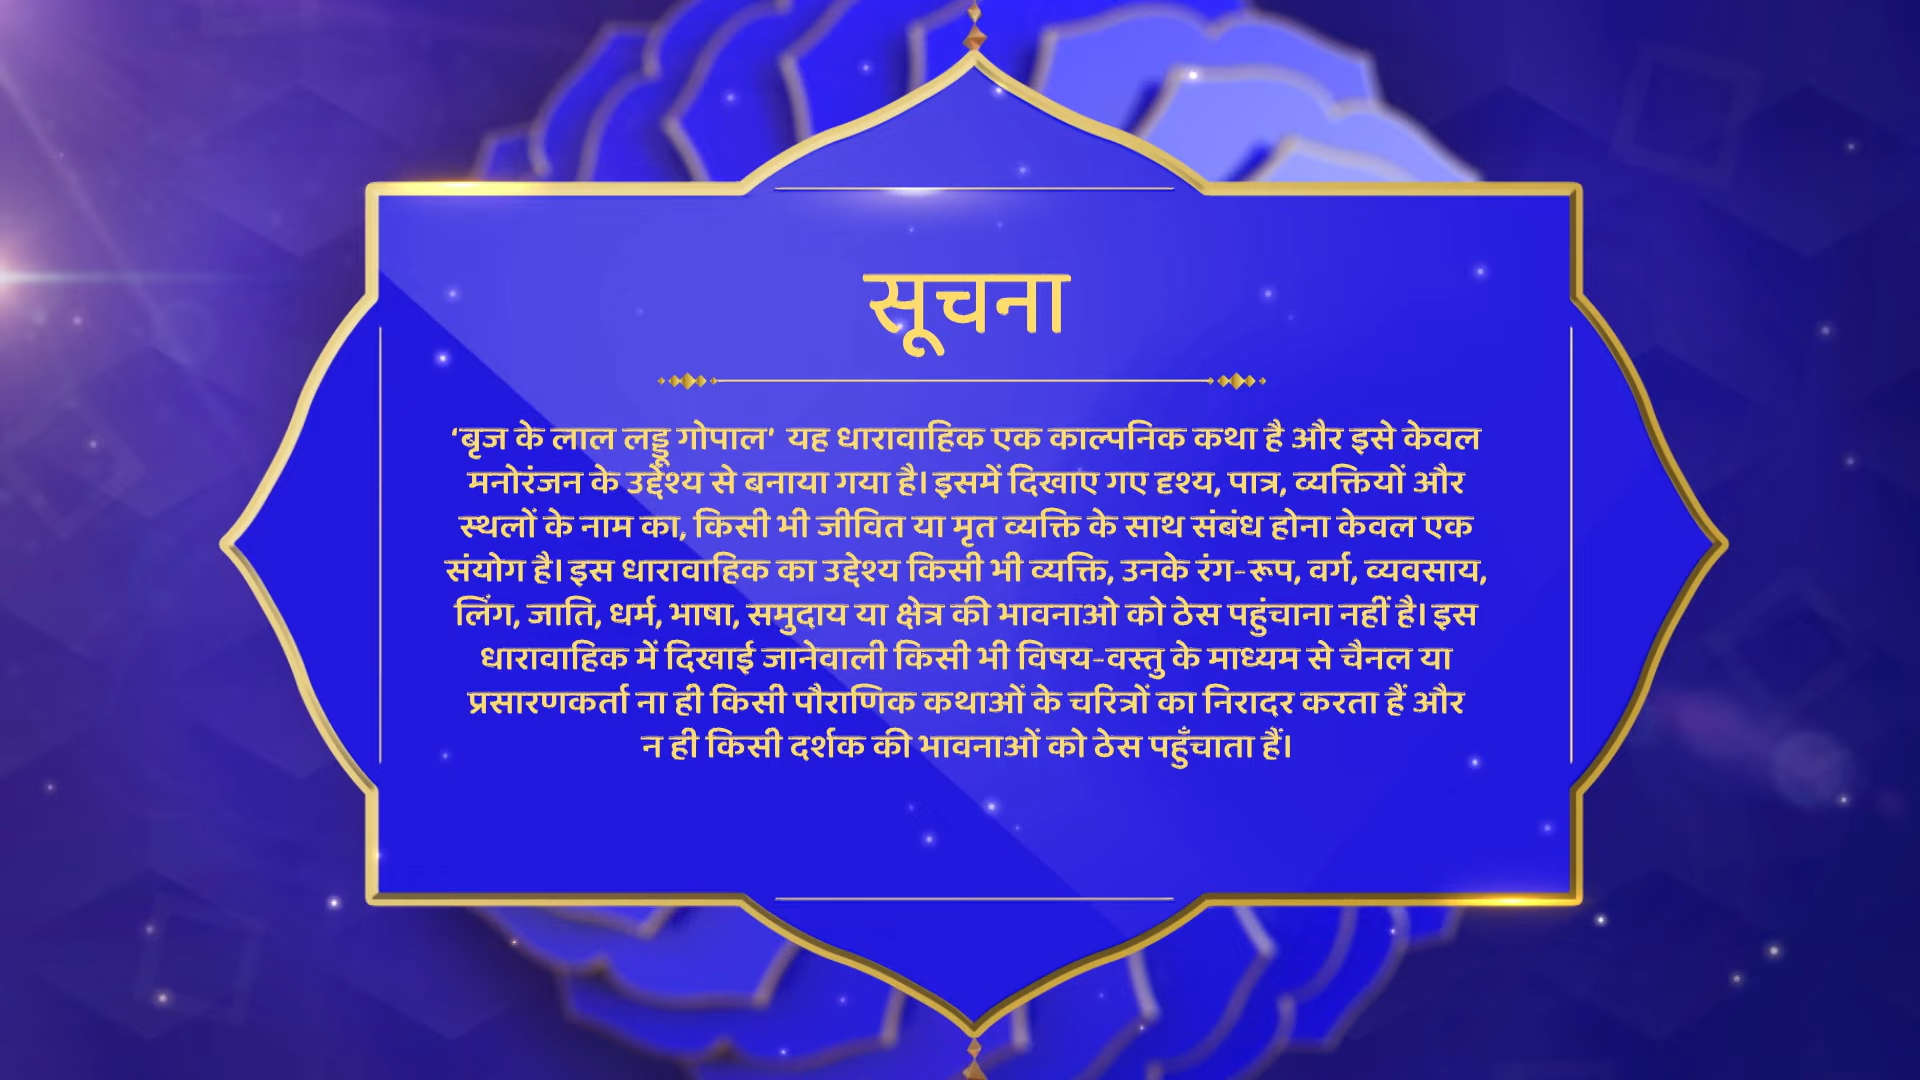 सूचना
‘बृज के लाल लड्डू गोपाल’ यह धारावाहिक एक काल्पनिक कथा है और इसे केवल
मनोरंजन के उद्देश्य से बनाया गया है। इसमें दिखाए गए दृश्य, पात्र, व्यक्तियों और
स्थलों के नाम का, किसी भी जीवित या मृत व्यक्ति के साथ संबंध होना केवल एक
संयोग है। इस धारावाहिक का उद्देश्य किसी भी व्यक्ति, उनके रंग-रूप, वर्ग, व्यवसाय,
लिंग, जाति, धर्म, भाषा, समुदाय या क्षेत्र की भावनाओ को ठेस पहुंचाना नहीं है। इस
धारावाहिक में दिखाई जानेवाली किसी भी विषय-वस्तु के माध्यम से चैनल या
प्रसारणकर्ता ना ही किसी पौराणिक कथाओं के चरित्रों का निरादर करता हैं और
न ही किसी दर्शक की भावनाओं को ठेस पहुँचाता हैं।